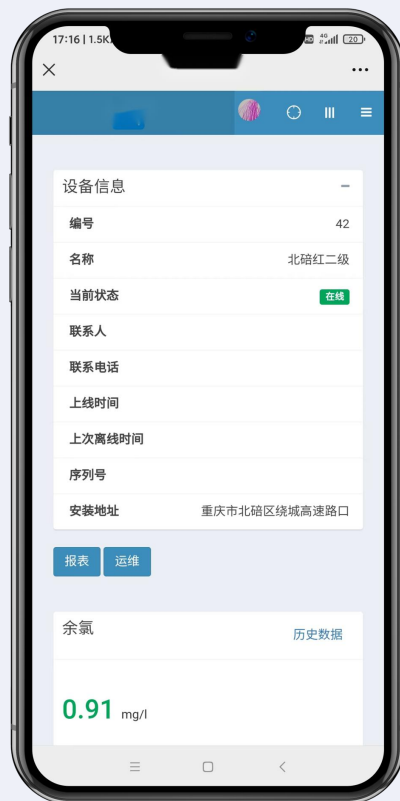 17:16 | 1.5K
4G
20
设备信息
编号 42
名称 北碚红二级
当前状态 在线
联系人
联系电话
上线时间
上次离线时间
序列号
安装地址 重庆市北碚区绕城高速路口
报表 运维
余氯 历史数据
0.91 mg/l